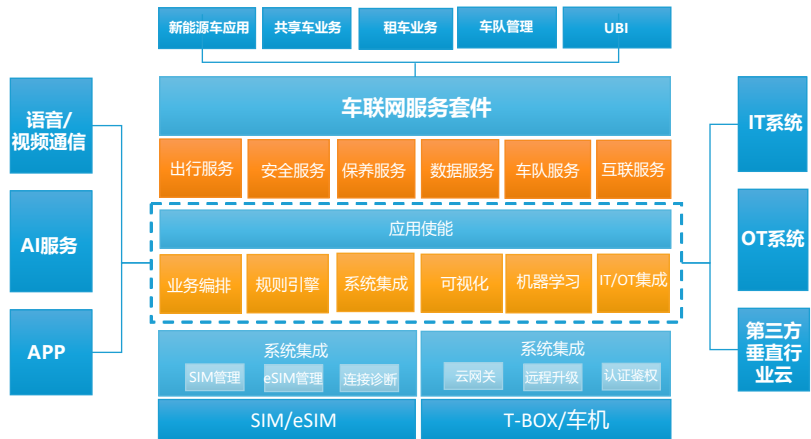 新能源车应用
共享车业务
租车业务
车队管理
UBI
语音/
视频通信
AI服务
APP
车联网服务套件
出行服务
安全服务
保养服务
数据服务
车队服务
互联服务
应用使能
业务编排
规则引擎
系统集成
可视化
机器学习
IT/OT集成
系统集成
SIM管理
eSIM管理
连接诊断
系统集成
云网关
远程升级
认证鉴权
SIM/eSIM
T-BOX/车机
IT系统
OT系统
第三方
垂直行
业云